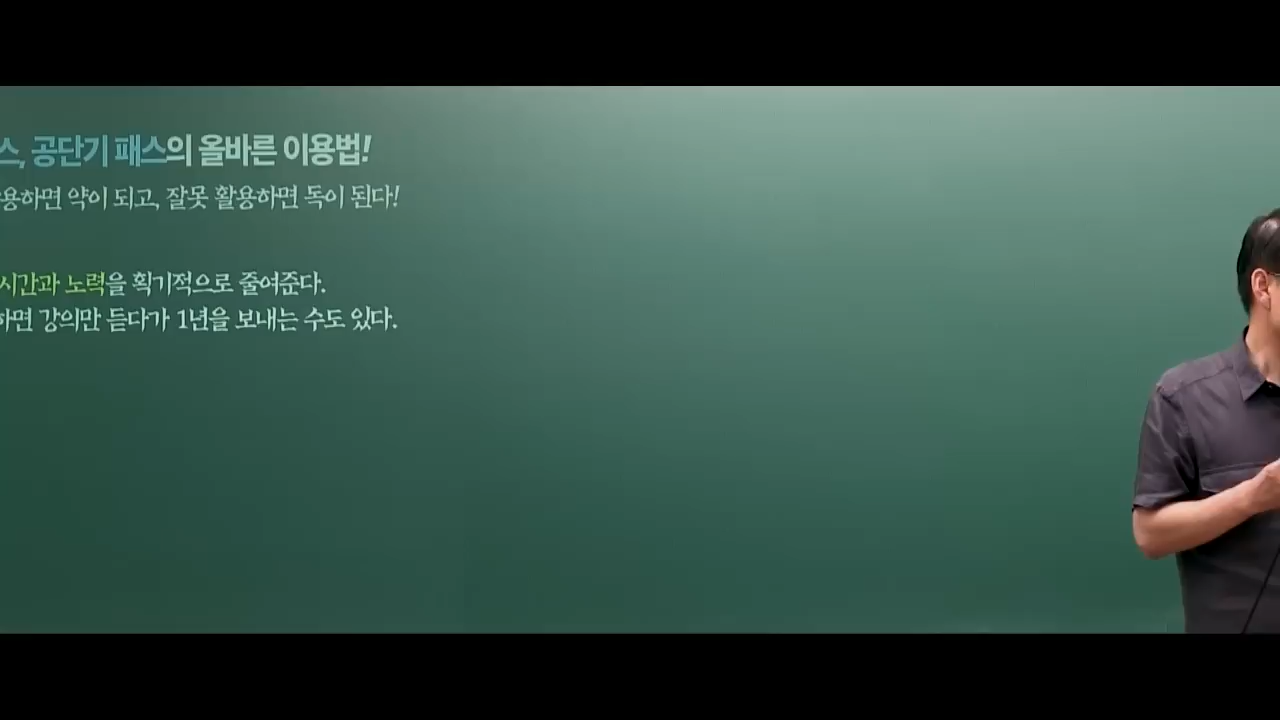 스, 공단기 패스의 올바른 이용법!
용하면 약이 되고, 잘못 활용하면 독이 된다!
시간과 노력을 획기적으로 줄여준다.
하면 강의만 듣다가 1년을 보내는 수도 있다.